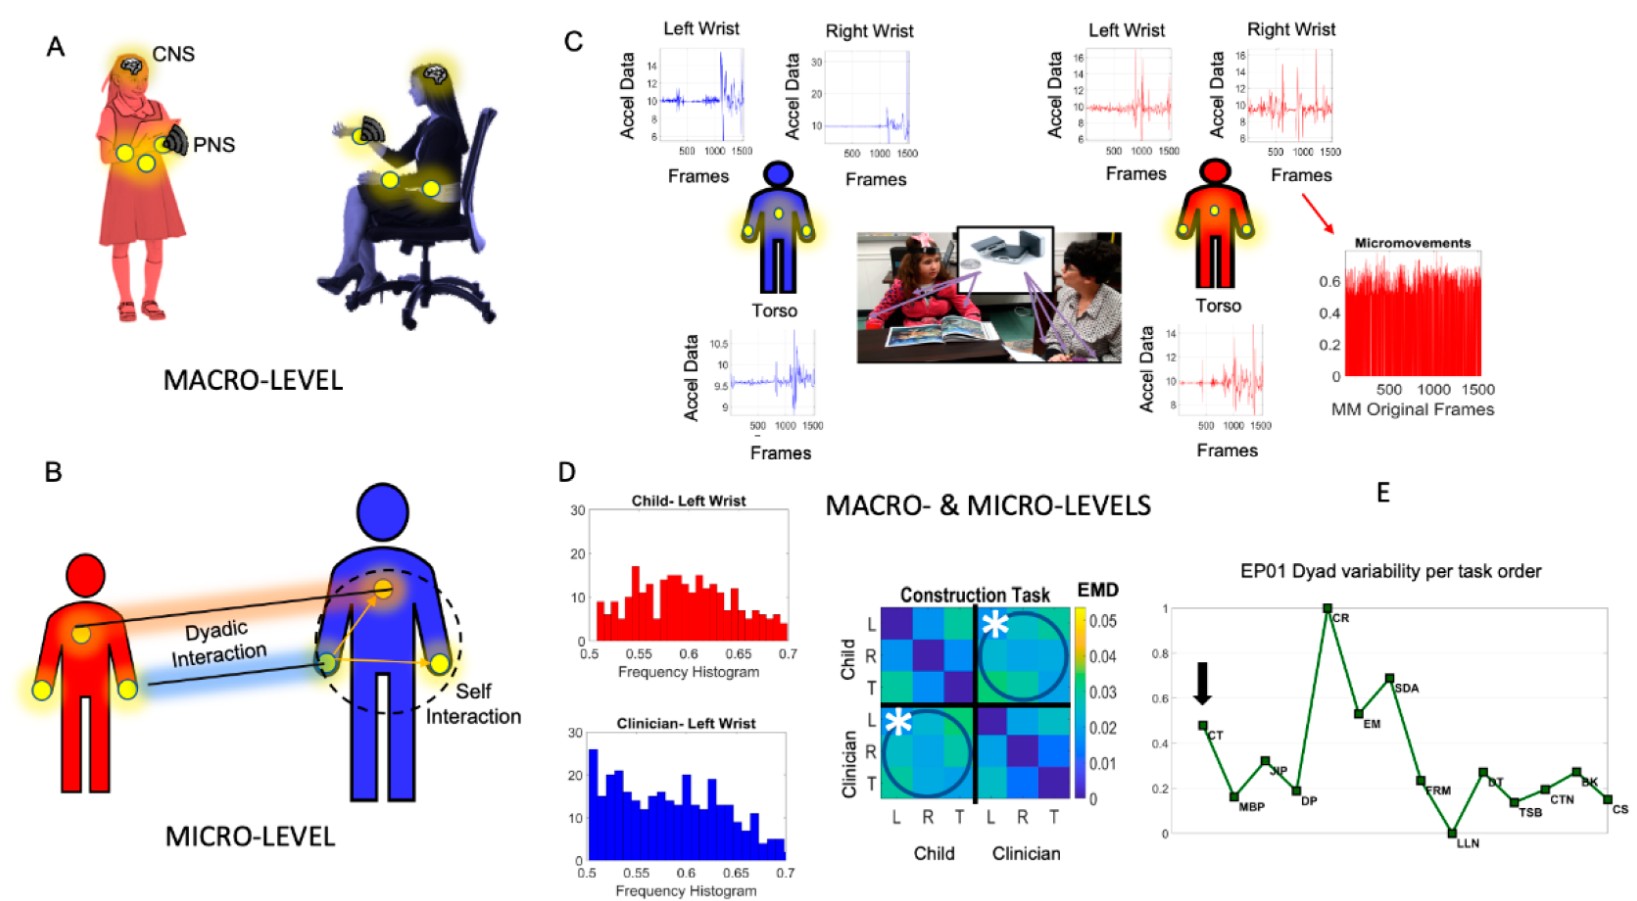 A
CNS
PNS
MACRO-LEVEL
B
Dyadic
Interaction
Self
Interaction
MICRO-LEVEL
C
Left Wrist
Accel Data
14
12
10
8
6
500 1000 1500
Frames
Right Wrist
Accel Data
30
20
10
500 1000 1500
Frames
Torso
Accel Data
10.5
10
9.5
9
500 1000 1500
Frames
Left Wrist
Accel Data
16
14
12
10
8
6
500 1000 1500
Frames
Right Wrist
Accel Data
16
14
12
10
8
6
500 1000 1500
Frames
Torso
Accel Data
14
12
10
8
500 1000 1500
Frames
Micromovements
0.6
0.4
0.2
0
500 1000 1500
MM Original Frames
D
MACRO- & MICRO-LEVELS
Child- Left Wrist
30
20
10
0
0.5 0.55 0.6 0.65 0.7
Frequency Histogram
Clinician- Left Wrist
30
20
10
0
0.5 0.55 0.6 0.65 0.7
Frequency Histogram
Construction Task
EMD
Child
L
R
T
Clinician
L
R
T
* *
L R T L R T
Child Clinician
0.05
0.04
0.03
0.02
0.01
0
E
EP01 Dyad variability per task order
1
0.8
0.6
0.4
0.2
0
CT
MBP
JIP
DP
CR
EM
SDA
FRM
LLN
DT
TSB
CTN
BK
CS